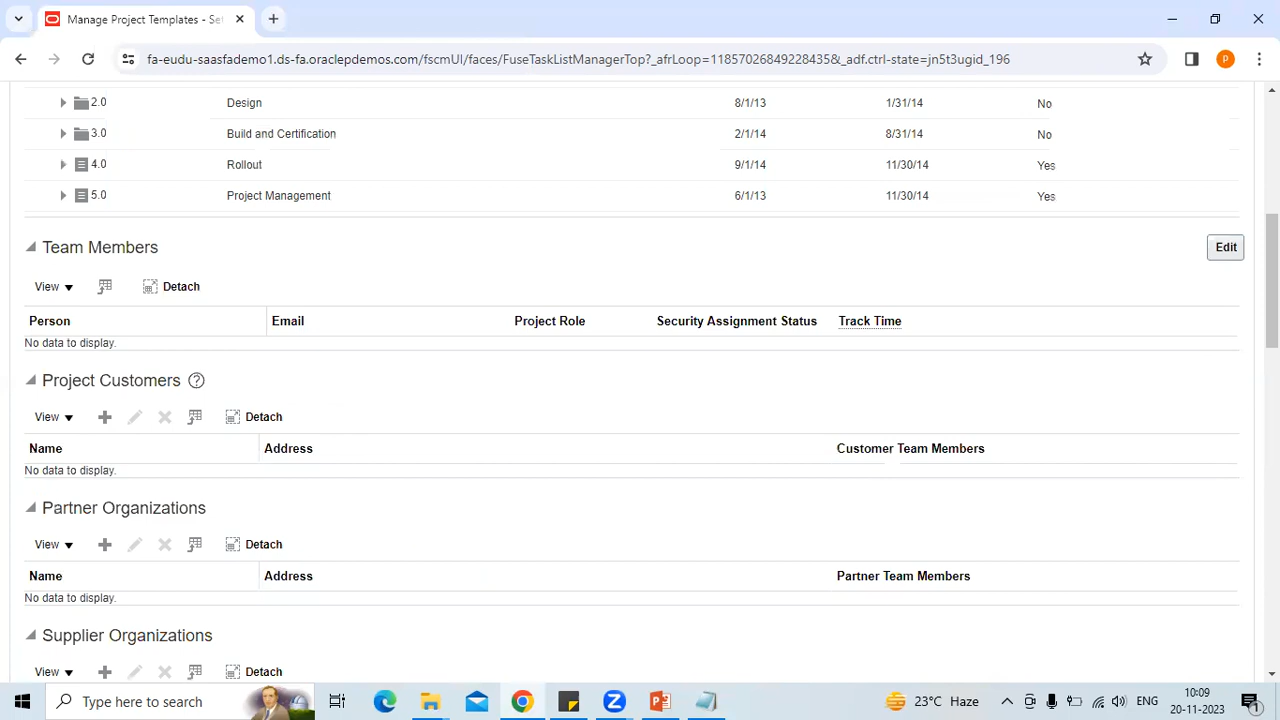 Manage Project Templates - Se
fa-eudu-saasfademo1.ds-fa.oraclepdemos.com/fscmUI/faces/FuseTaskListManagerTop?_afrLoop=11857026849228435&_adf.ctrl-state=jn5t3ugid_196
P
2.0 Design 8/1/13 1/31/14 No
3.0 Build and Certification 2/1/14 8/31/14 No
4.0 Rollout 9/1/14 11/30/14 Yes
5.0 Project Management 6/1/13 11/30/14 Yes
Team Members Edit
View Detach
Person Email Project Role Security Assignment Status Track Time
No data to display.
Project Customers ?
View Detach
Name Address Customer Team Members
No data to display.
Partner Organizations
View Detach
Name Address Partner Team Members
No data to display.
Supplier Organizations
View Detach
Type here to search 23°C Haze ENG 10:09
20-11-2023 1